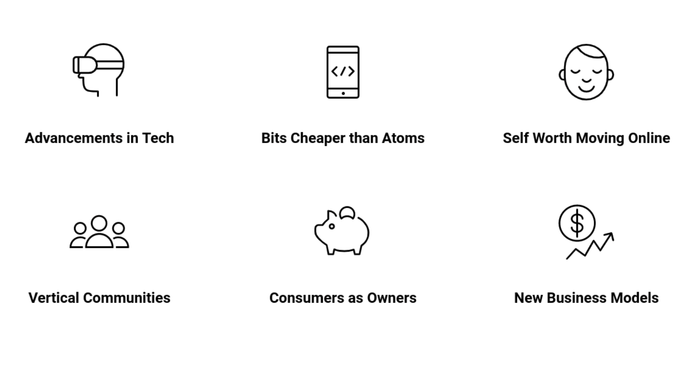 Advancements in Tech
Bits Cheaper than Atoms
Self Worth Moving Online
Vertical Communities
Consumers as Owners
New Business Models